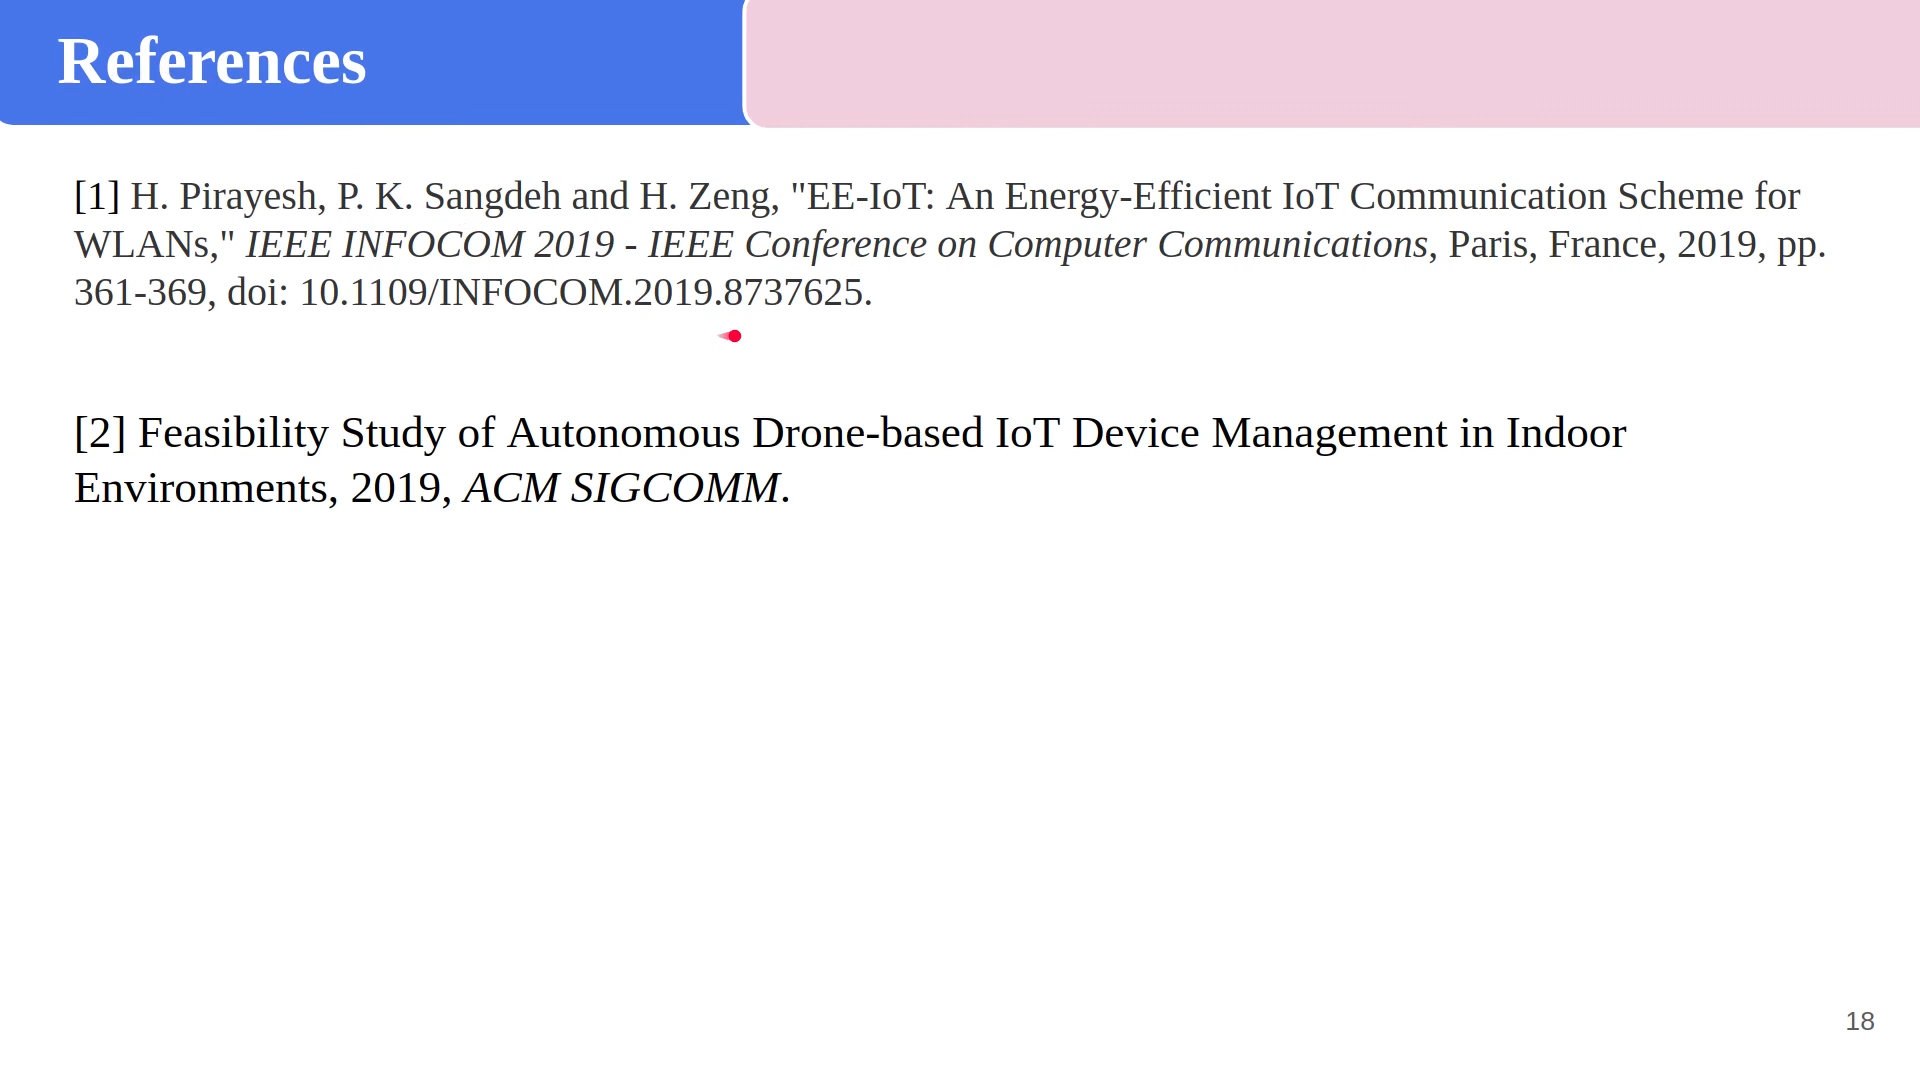 References
[1] H. Pirayesh, P. K. Sangdeh and H. Zeng, "EE-IoT: An Energy-Efficient IoT Communication Scheme for
WLANs," IEEE INFOCOM 2019 - IEEE Conference on Computer Communications, Paris, France, 2019, pp.
361-369, doi: 10.1109/INFOCOM.2019.8737625.
[2] Feasibility Study of Autonomous Drone-based IoT Device Management in Indoor
Environments, 2019, ACM SIGCOMM.
18